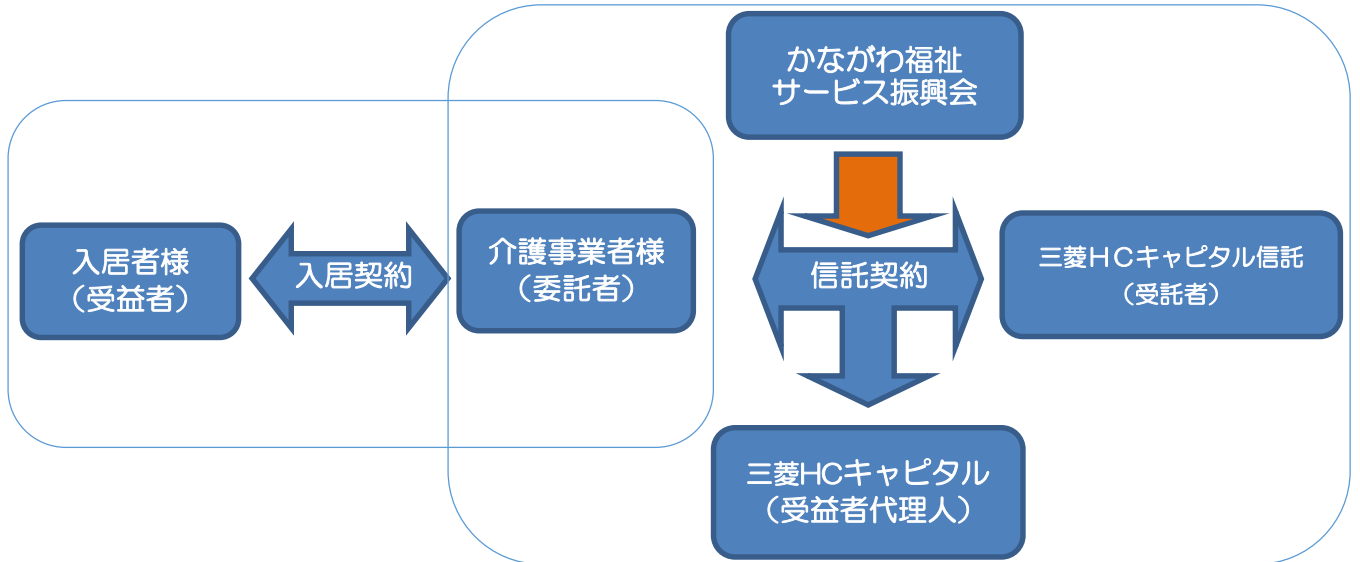 かながわ福祉
サービス振興会
入居者様
（受益者）
入居契約
介護事業者様
（委託者）
信託契約
三菱ＨＣキャピタル信託
（受託者）
三菱HCキャピタル
（受益者代理人）